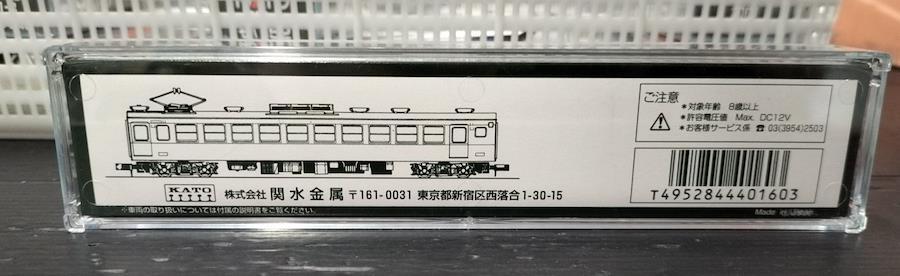 ご注意
*対象年齢 8歳以上
*許容電圧値 Max. DC12V
*お客様サービス係 ☎03(3954)2503
KATO
株式会社 関水金属 〒161-0031 東京都新宿区西落合1-30-15
T4952844401603
※車両の取り扱いについては付属の説明書をご覧ください。
Made in Japan